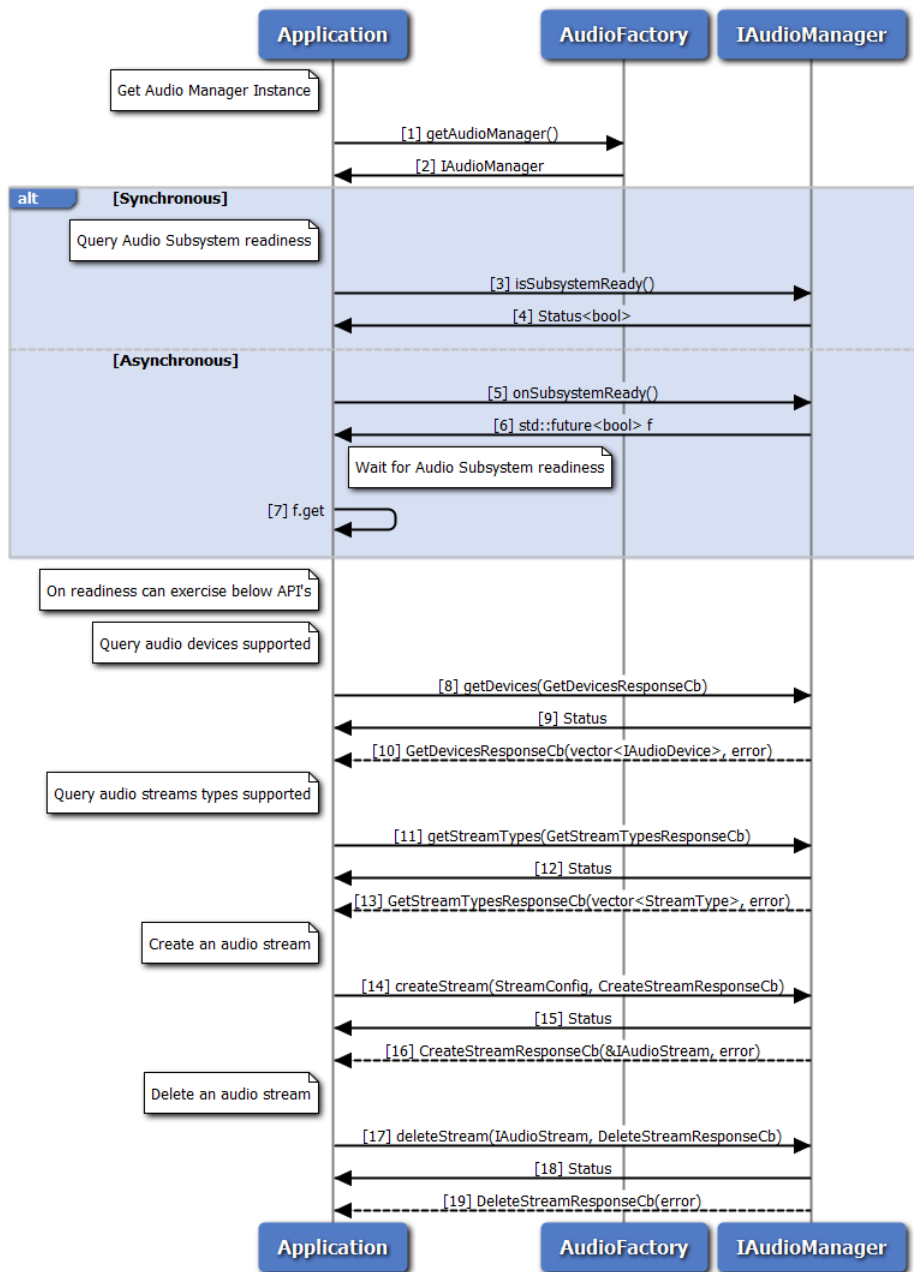 Application
AudioFactory
IAudioManager
Get Audio Manager Instance
[1] getAudioManager()
[2] IAudioManager
alt
[Synchronous]
Query Audio Subsystem readiness
[3] isSubsystemReady()
[4] Status<bool>
[Asynchronous]
[5] onSubsystemReady()
[6] std::future<bool> f
Wait for Audio Subsystem readiness
[7] f.get
On readiness can exercise below API's
Query audio devices supported
[8] getDevices(GetDevicesResponseCb)
[9] Status
[10] GetDevicesResponseCb(vector<IAudioDevice>, error)
Query audio streams types supported
[11] getStreamTypes(GetStreamTypesResponseCb)
[12] Status
[13] GetStreamTypesResponseCb(vector<StreamType>, error)
Create an audio stream
[14] createStream(StreamConfig, CreateStreamResponseCb)
[15] Status
[16] CreateStreamResponseCb(&IAudioStream, error)
Delete an audio stream
[17] deleteStream(IAudioStream, DeleteStreamResponseCb)
[18] Status
[19] DeleteStreamResponseCb(error)
Application
AudioFactory
IAudioManager